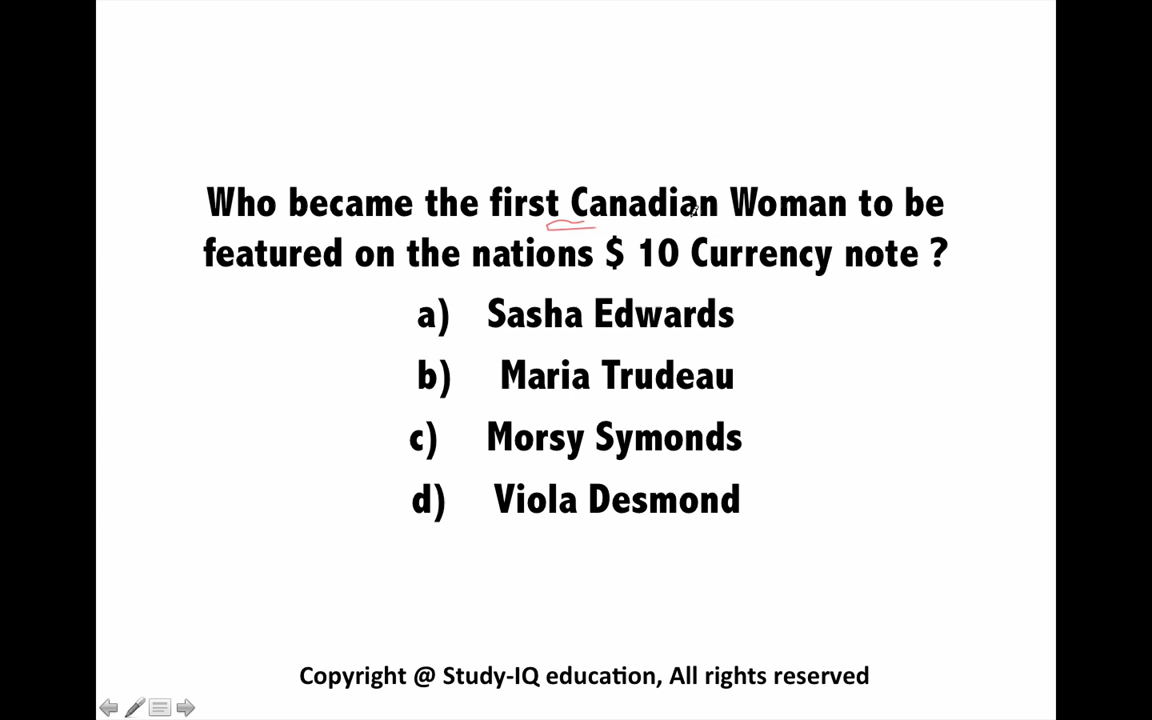 Who became the first Canadian Woman to be
featured on the nations $ 10 Currency note ?
a) Sasha Edwards
b) Maria Trudeau
c) Morsy Symonds
d) Viola Desmond
Copyright @ Study-IQ education, All rights reserved